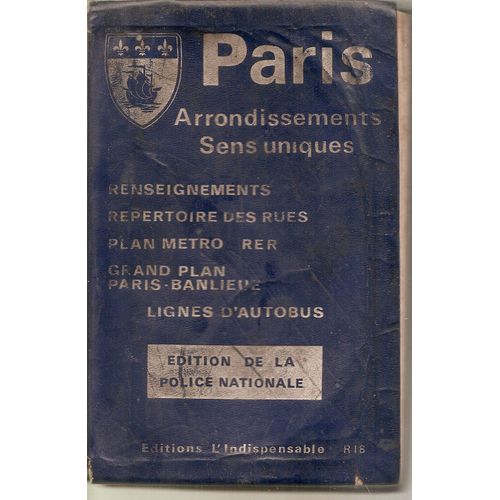 Paris
Arrondissements
Sens uniques
RENSEIGNEMENTS
REPERTOIRE DES RUES
PLAN METRO RER
GRAND PLAN
PARIS-BANLIEUE
LIGNES D'AUTOBUS
EDITION DE LA
POLICE NATIONALE
Editions L'Indispensable R18